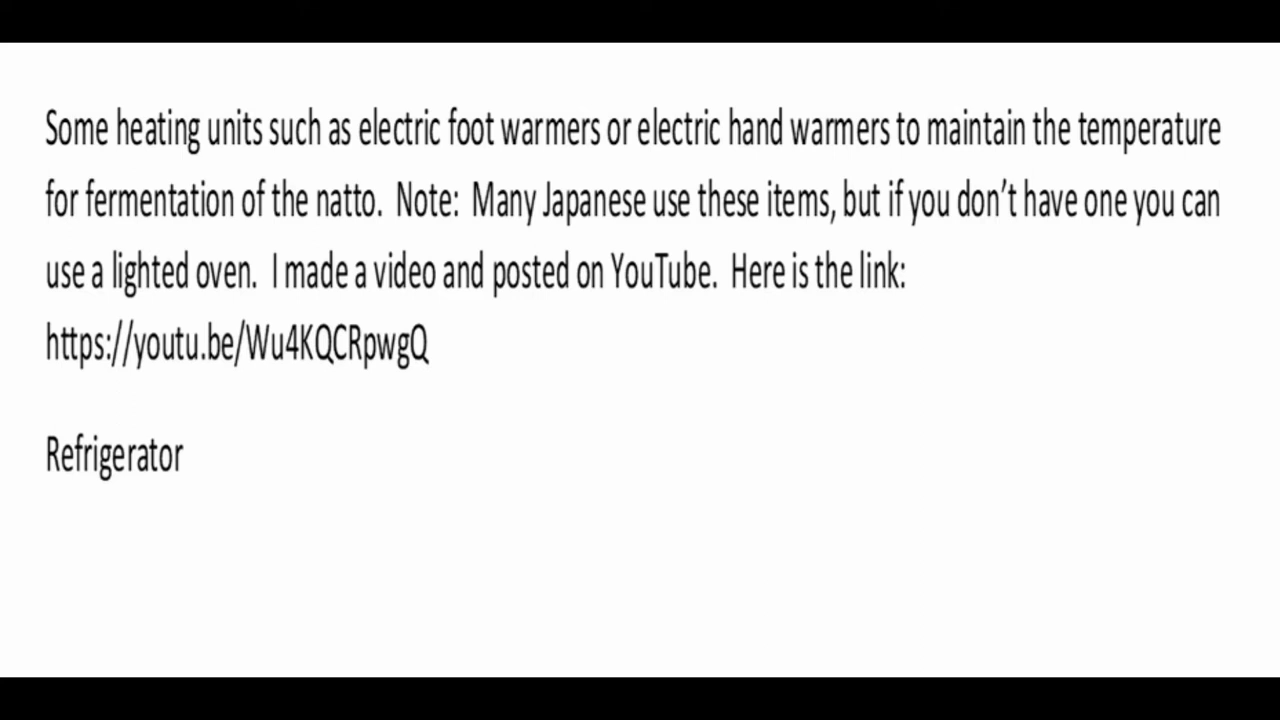 Some heating units such as electric foot warmers or electric hand warmers to maintain the temperature
for fermentation of the natto.  Note:  Many Japanese use these items, but if you don’t have one you can
use a lighted oven.  I made a video and posted on YouTube.  Here is the link:
https://youtu.be/Wu4KQCRpwgQ
Refrigerator